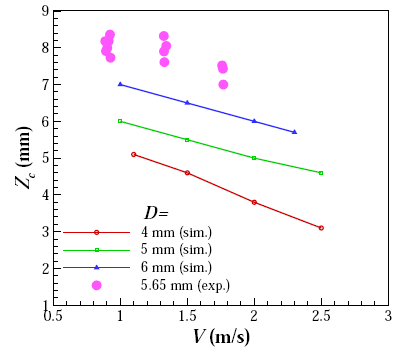 9
8
7
6
5
4
3
2
1
Z_c (mm)
D=
4 mm (sim.)
5 mm (sim.)
6 mm (sim.)
5.65 mm (exp.)
0.5 1 1.5 2 2.5 3
V (m/s)